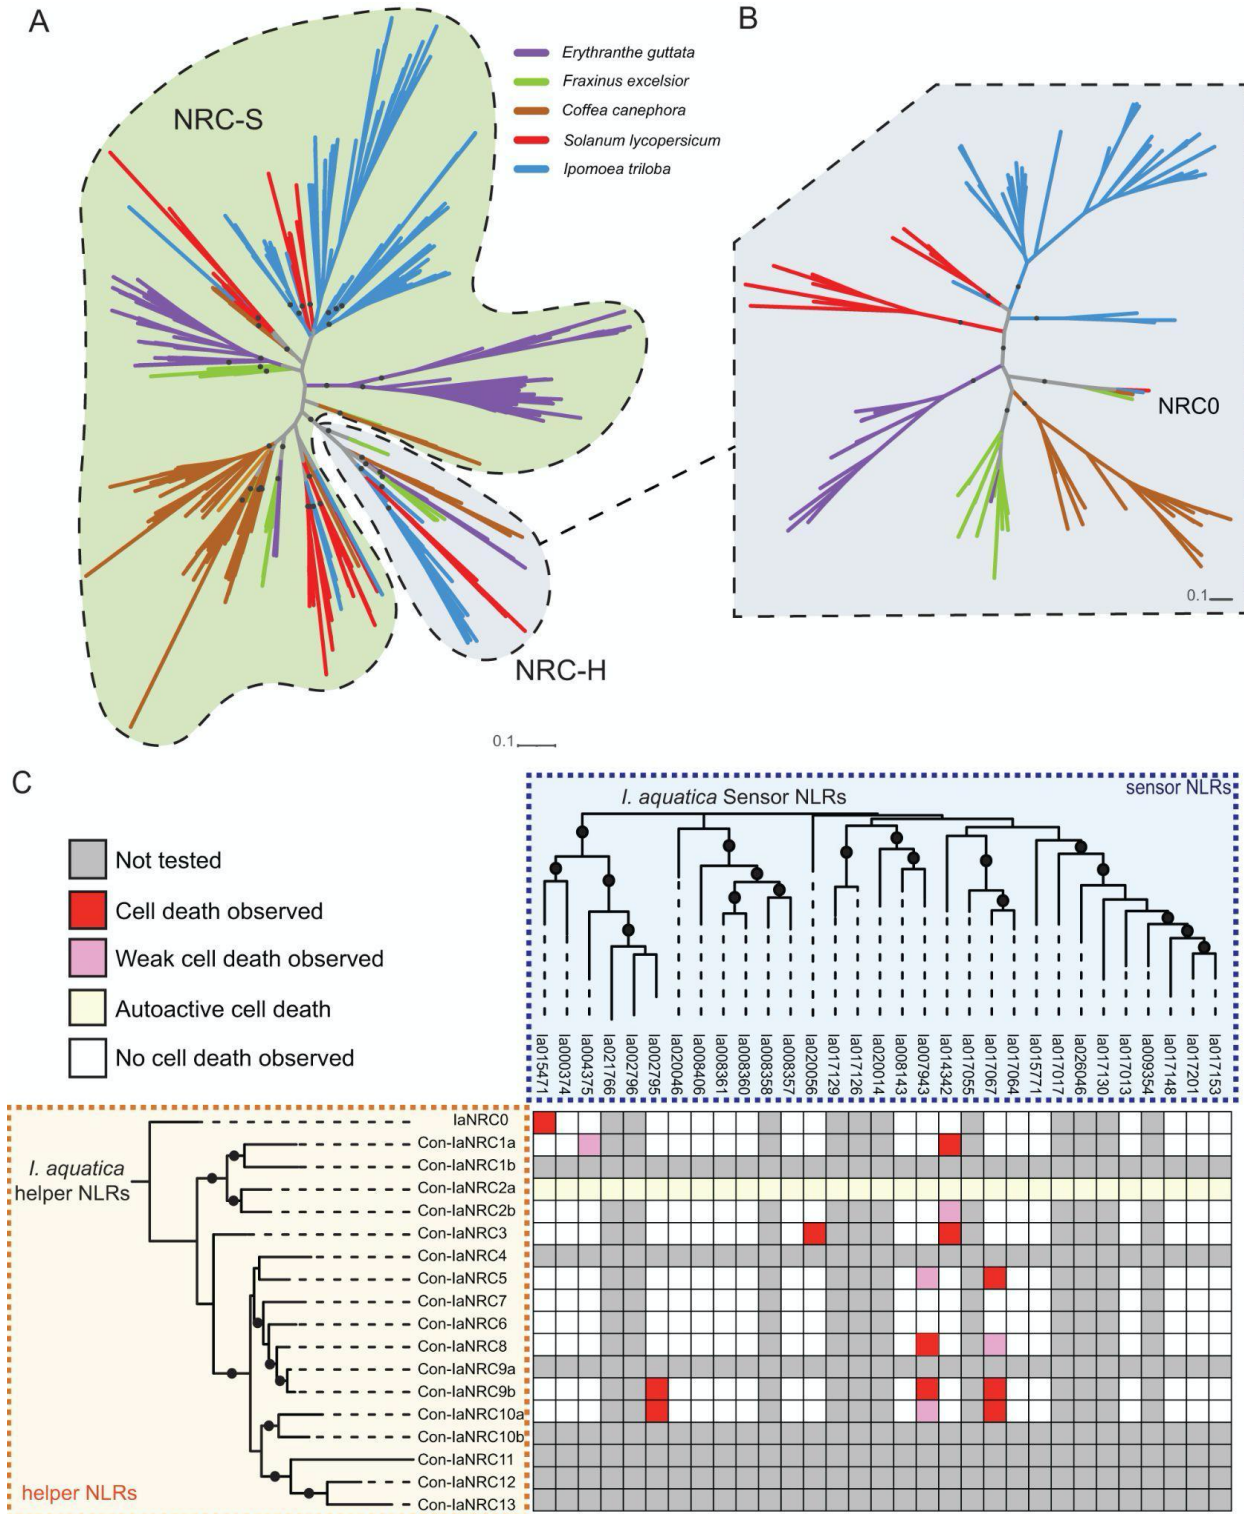 A
B
Erythranthe guttata
Fraxinus excelsior
Coffea canephora
Solanum lycopersicum
Ipomoea triloba
NRC-S
NRC0
0.1
NRC-H
0.1
C
sensor NLRs
I. aquatica Sensor NLRs
Not tested
Cell death observed
Weak cell death observed
Autoactive cell death
No cell death observed
Ia015471
Ia000374
Ia004375
Ia021766
Ia002796
Ia002795
Ia020046
Ia008406
Ia008361
Ia008360
Ia008358
Ia008357
Ia020056
Ia017129
Ia017126
Ia020014
Ia008143
Ia007943
Ia014342
Ia017055
Ia017067
Ia017064
Ia015771
Ia017017
Ia026046
Ia017130
Ia017013
Ia009354
Ia017148
Ia017201
Ia017153
I. aquatica
helper NLRs
IaNRC0
Con-IaNRC1a
Con-IaNRC1b
Con-IaNRC2a
Con-IaNRC2b
Con-IaNRC3
Con-IaNRC4
Con-IaNRC5
Con-IaNRC7
Con-IaNRC6
Con-IaNRC8
Con-IaNRC9a
Con-IaNRC9b
Con-IaNRC10a
Con-IaNRC10b
Con-IaNRC11
Con-IaNRC12
Con-IaNRC13
helper NLRs